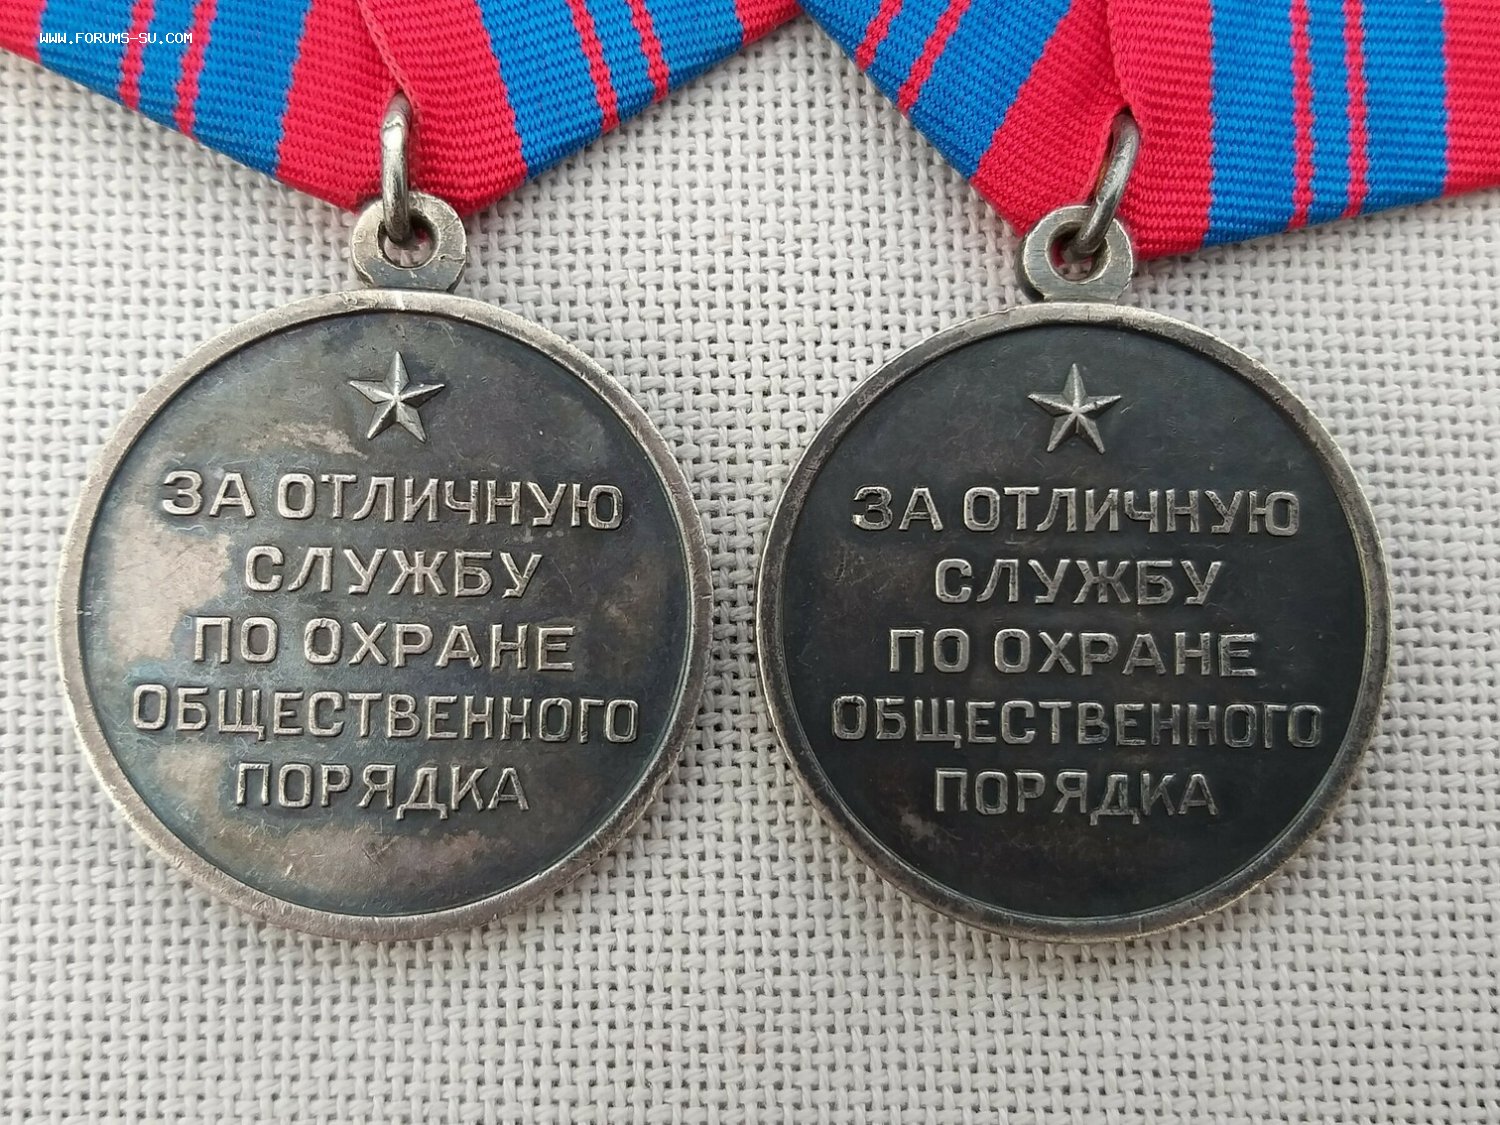 WWW.FORUMS-SU.COM
ЗА ОТЛИЧНУЮ
СЛУЖБУ
ПО ОХРАНЕ
ОБЩЕСТВЕННОГО
ПОРЯДКА
ЗА ОТЛИЧНУЮ
СЛУЖБУ
ПО ОХРАНЕ
ОБЩЕСТВЕННОГО
ПОРЯДКА